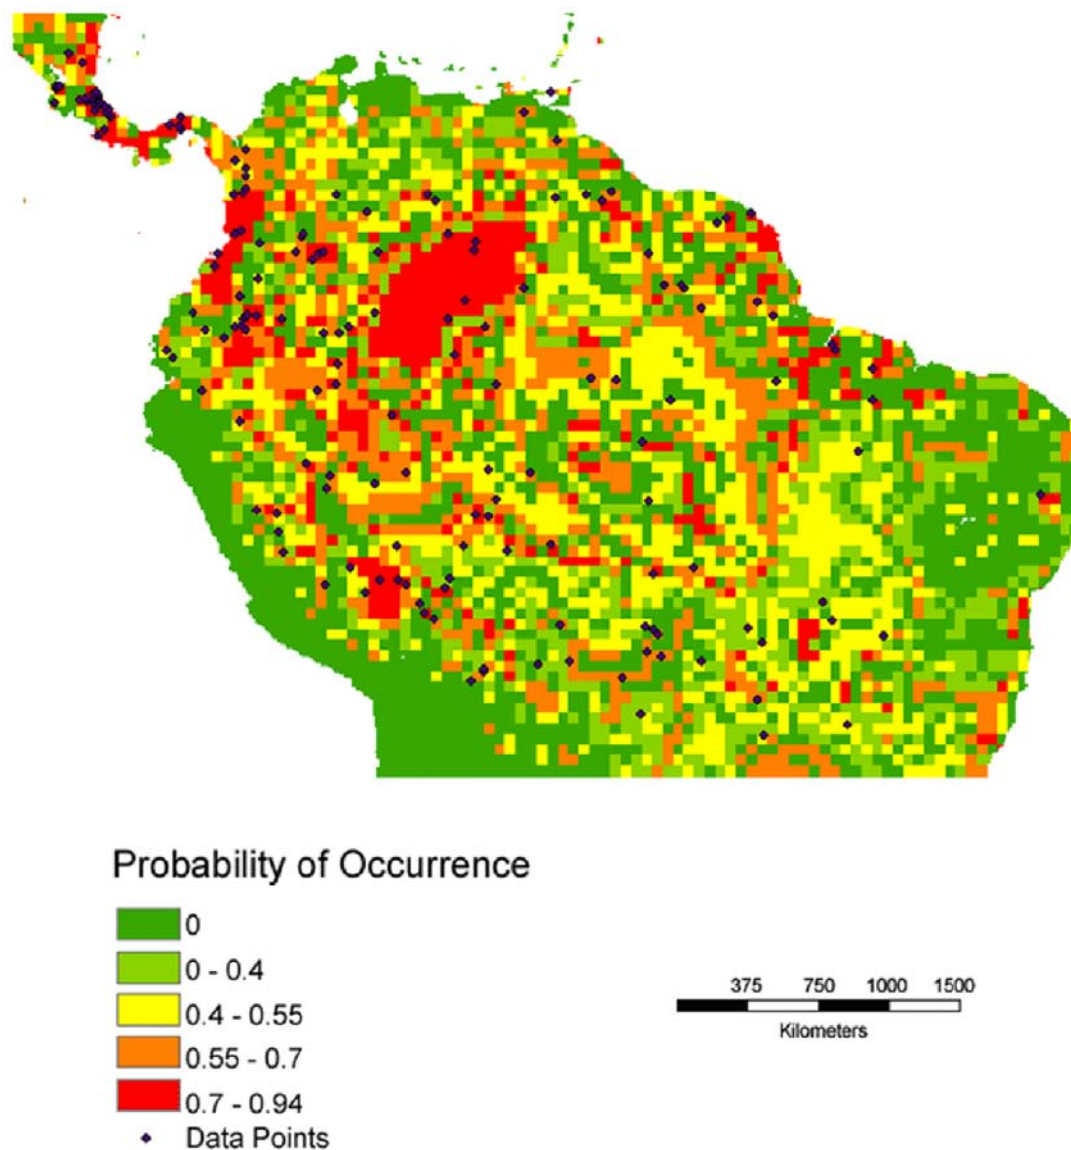 Probability of Occurrence
0
0 - 0.4
0.4 - 0.55
0.55 - 0.7
0.7 - 0.94
Data Points
375 750 1000 1500
Kilometers